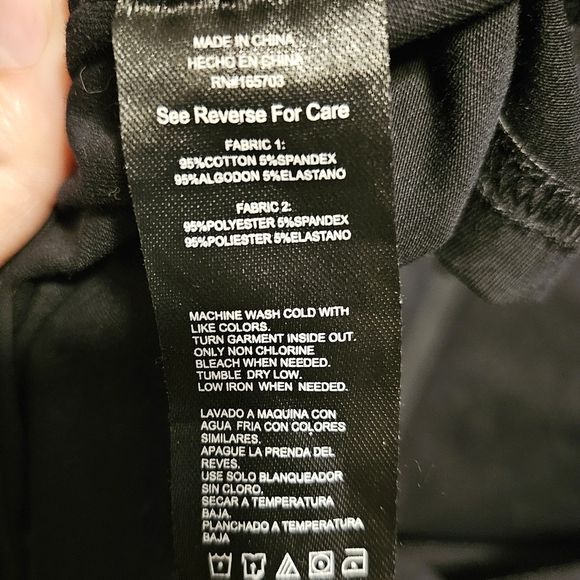 MADE IN CHINA
HECHO EN CHINA
RN#165703
See Reverse For Care
FABRIC 1:
95%COTTON 5%SPANDEX
95%ALGODON 5%ELASTANO
FABRIC 2:
95%POLYESTER 5%SPANDEX
95%POLIESTER 5%ELASTANO
MACHINE WASH COLD WITH
LIKE COLORS.
TURN GARMENT INSIDE OUT.
ONLY NON CHLORINE
BLEACH WHEN NEEDED.
TUMBLE DRY LOW.
LOW IRON WHEN NEEDED.
LAVADO A MAQUINA CON
AGUA FRIA CON COLORES
SIMILARES.
APAGUE LA PRENDA DEL
REVES.
USE SOLO BLANQUEADOR
SIN CLORO.
SECAR A TEMPERATURA
BAJA.
PLANCHADO A TEMPERATURA
BAJA